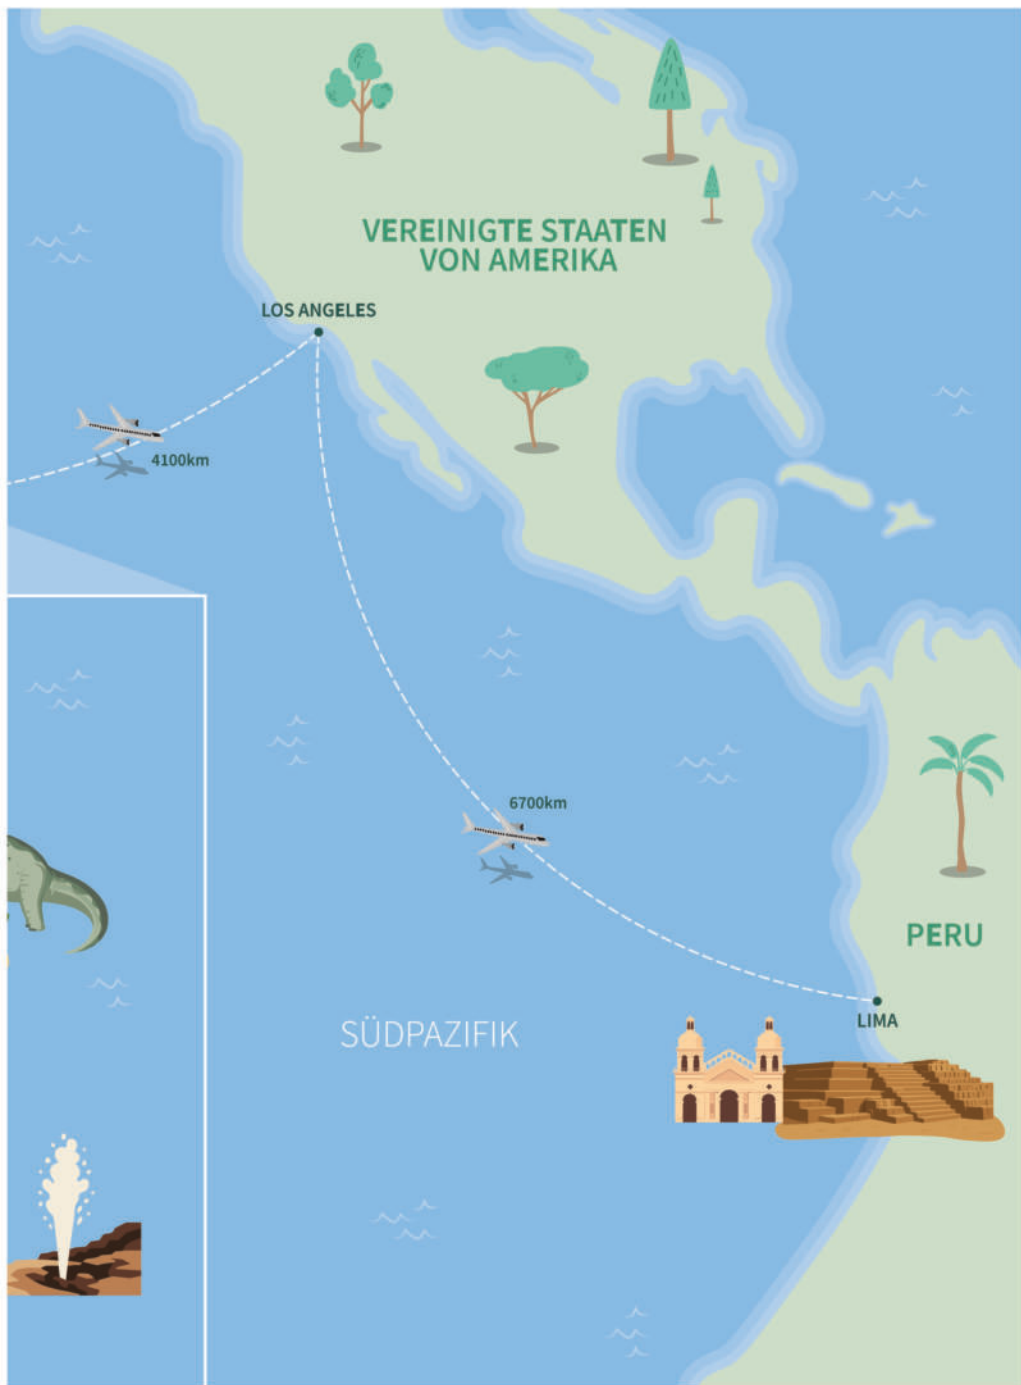 VEREINIGTE STAATEN
VON AMERIKA
LOS ANGELES
4100km
6700km
PERU
LIMA
SÜDPAZIFIK